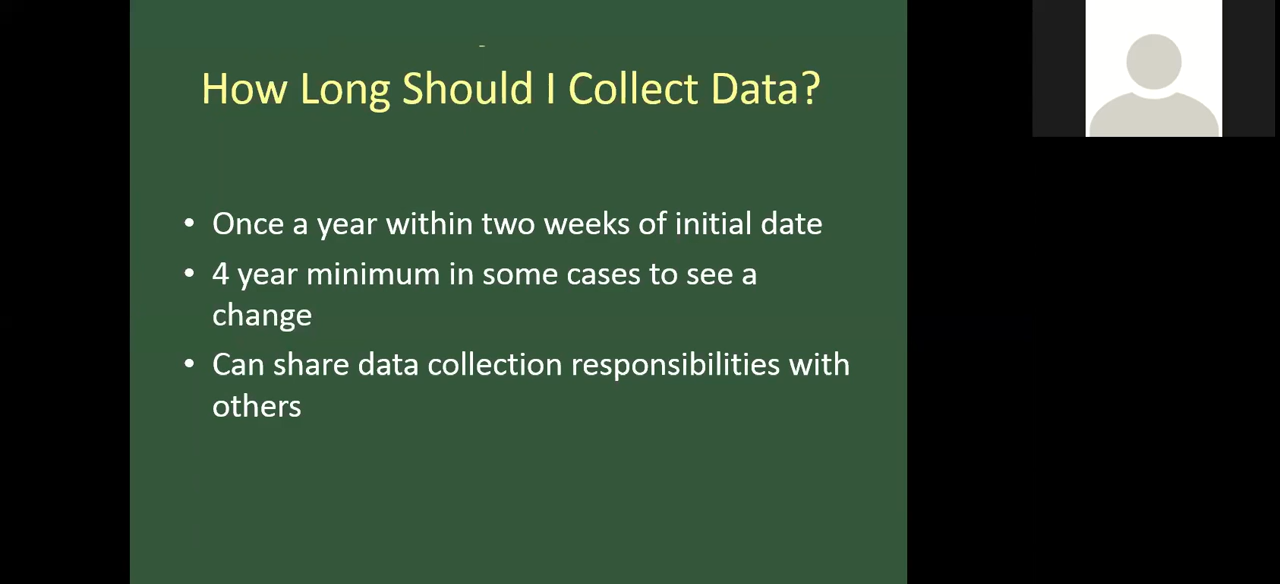 How Long Should I Collect Data?
• Once a year within two weeks of initial date
• 4 year minimum in some cases to see a
change
• Can share data collection responsibilities with
others